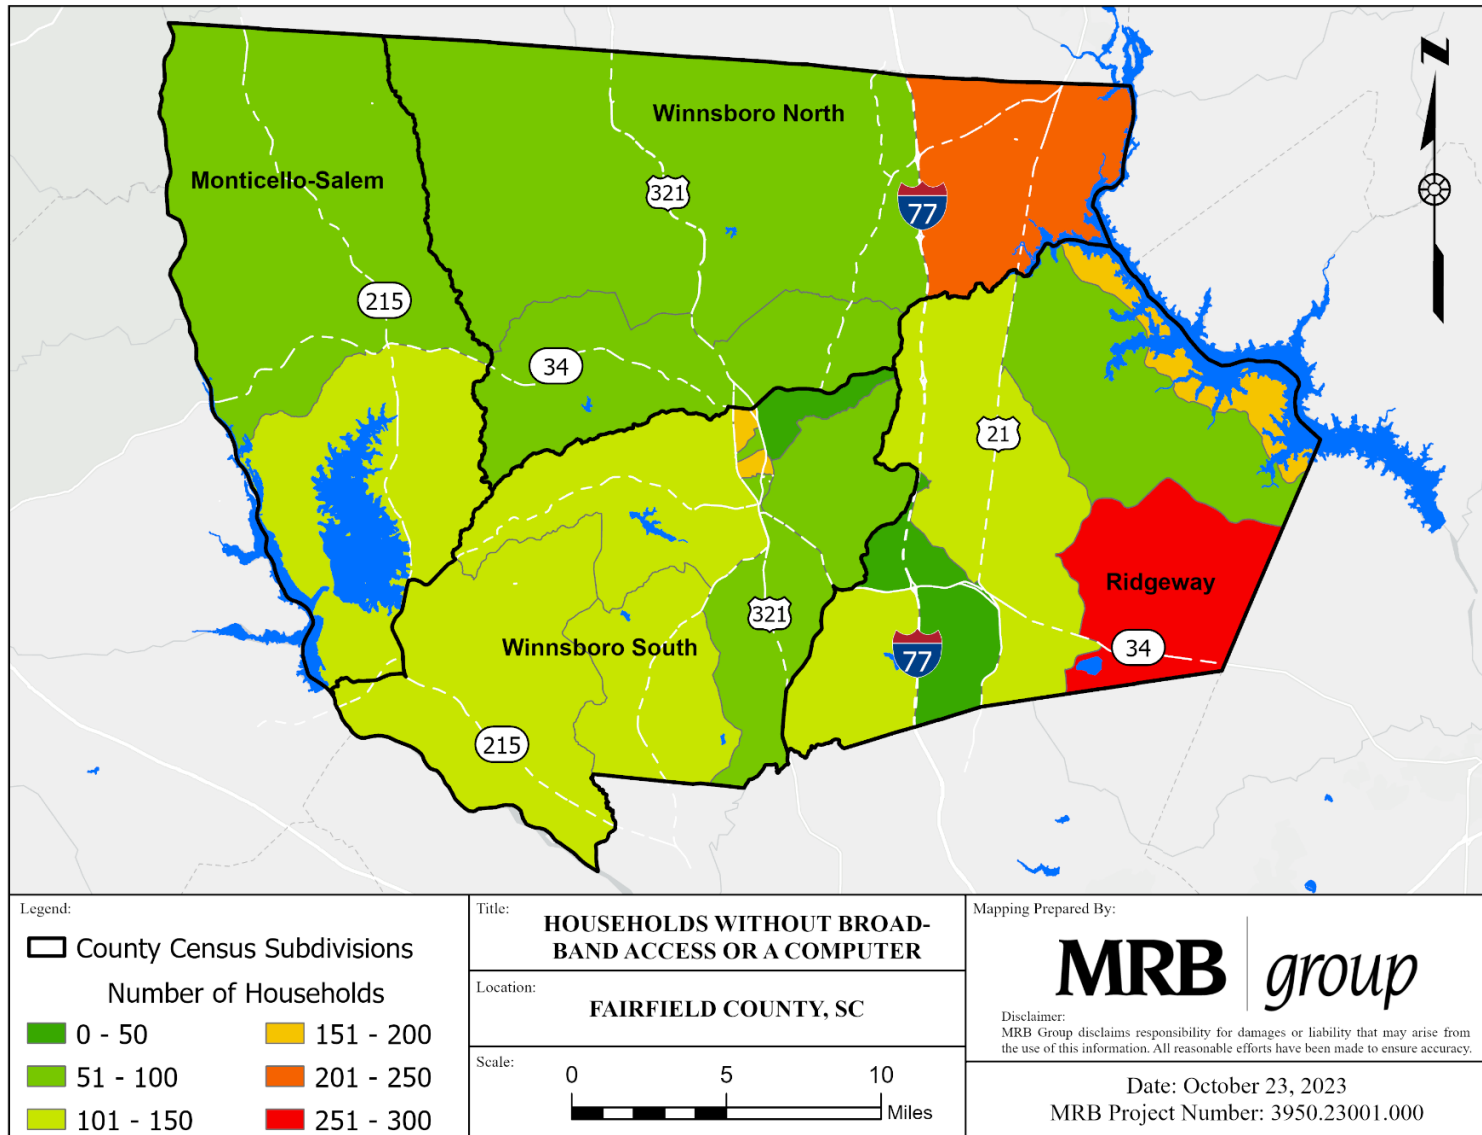 N
Winnsboro North
Monticello-Salem
321
77
215
34
21
Ridgeway
321
Winnsboro South
77
34
215
Legend:
County Census Subdivisions
Number of Households
0 - 50
51 - 100
101 - 150
151 - 200
201 - 250
251 - 300
Title:
HOUSEHOLDS WITHOUT BROAD-
BAND ACCESS OR A COMPUTER
Location:
FAIRFIELD COUNTY, SC
Scale:
0 5 10
Miles
Mapping Prepared By:
MRB group
Disclaimer:
MRB Group disclaims responsibility for damages or liability that may arise from
the use of this information. All reasonable efforts have been made to ensure accuracy.
Date: October 23, 2023
MRB Project Number: 3950.23001.000